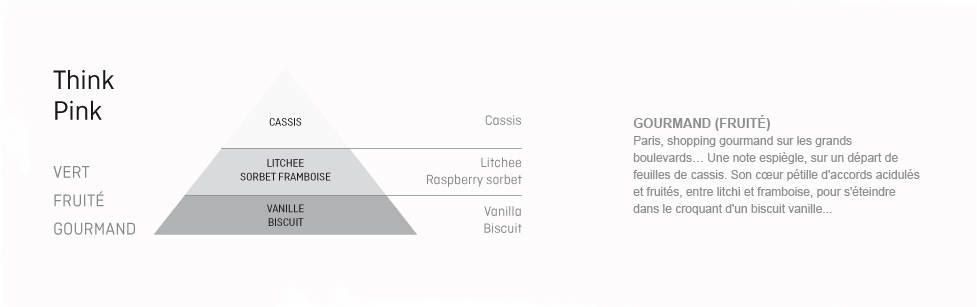 Think
Pink
VERT
FRUITÉ
GOURMAND
CASSIS
LITCHEE
SORBET FRAMBOISE
VANILLE
BISCUIT
Cassis
Litchee
Raspberry sorbet
Vanilla
Biscuit
GOURMAND (FRUITÉ)
Paris, shopping gourmand sur les grands
boulevards… Une note espiègle, sur un départ de
feuilles de cassis. Son cœur pétille d'accords acidulés
et fruités, entre litchi et framboise, pour s'éteindre
dans le croquant d'un biscuit vanille...